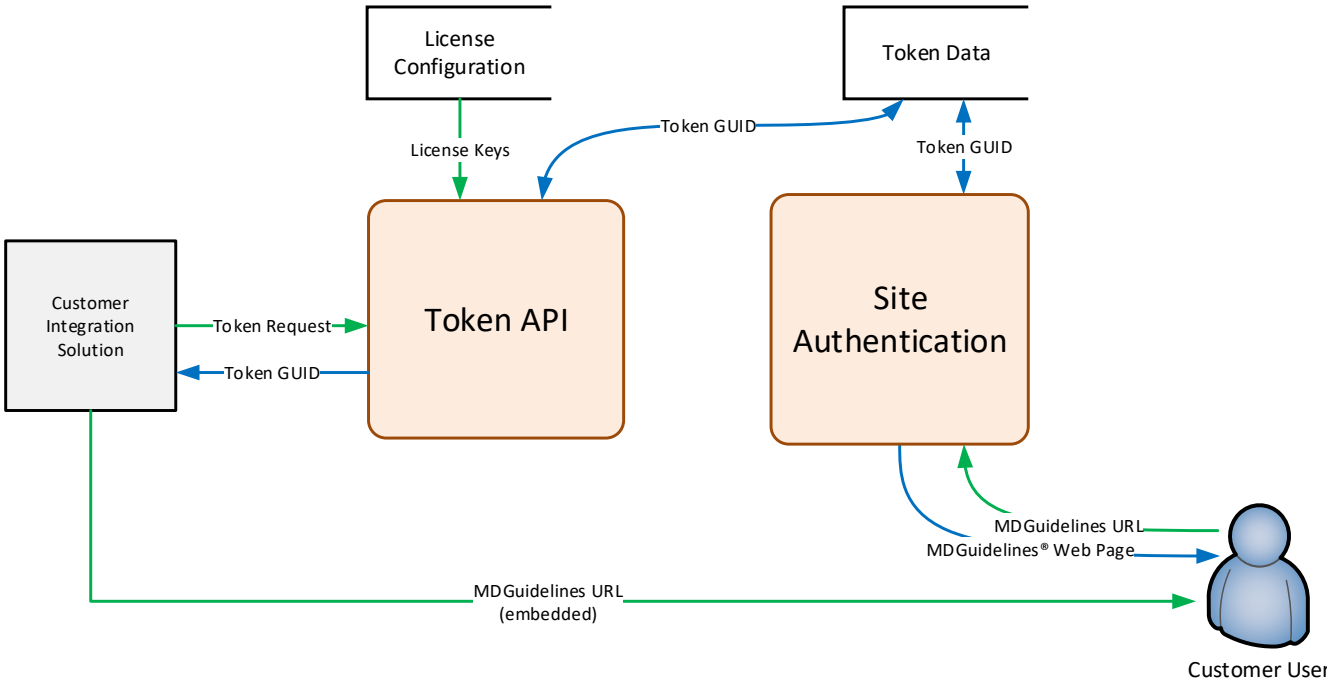 License
Configuration
Token Data
Token GUID
License Keys
Token GUID
Customer
Integration
Solution
Token Request
Token GUID
Token API
Site
Authentication
MDGuidelines URL
MDGuidelines® Web Page
MDGuidelines URL
(embedded)
Customer User